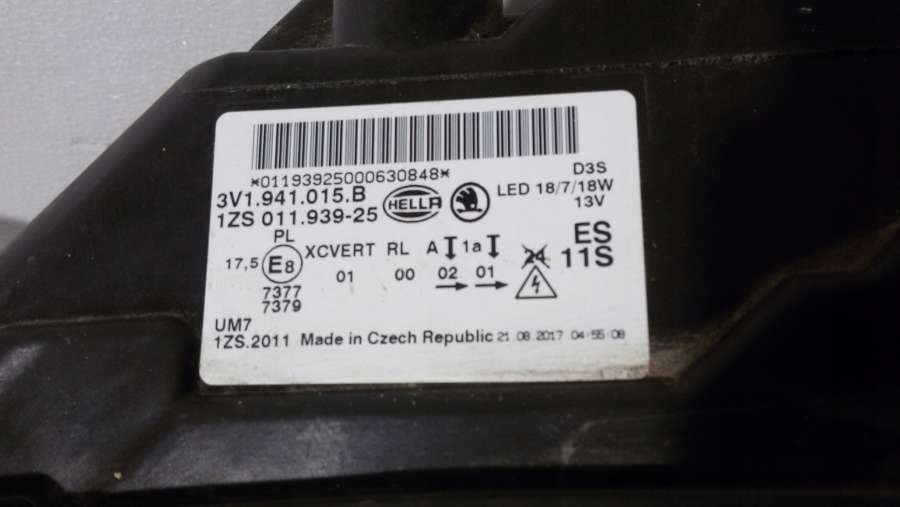 *01193925000630848*
3V1.941.015.B
1ZS 011.939-25
HELLA
D3S
LED 18/7/18W
13V
PL
17,5 E8 XCVERT RL A 1a
01 00 02 01
24
ES
11S
7377
7379
UM7
1ZS.2011 Made in Czech Republic 21.08.2017 04:55:08